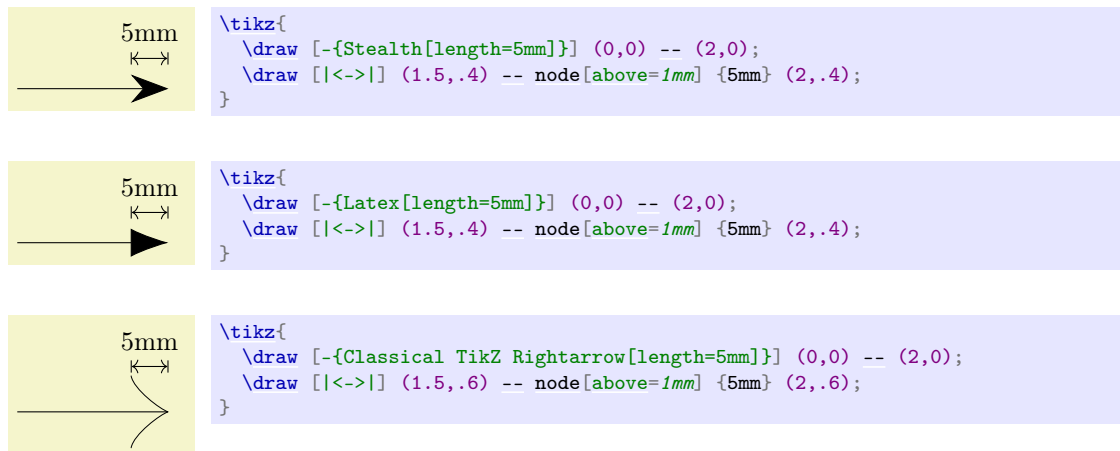 5mm
\tikz{
  \draw [-{Stealth[length=5mm]}] (0,0) -- (2,0);
  \draw [|<->|] (1.5,.4) -- node[above=1mm] {5mm} (2,.4);
}
5mm
\tikz{
  \draw [-{Latex[length=5mm]}] (0,0) -- (2,0);
  \draw [|<->|] (1.5,.4) -- node[above=1mm] {5mm} (2,.4);
}
5mm
\tikz{
  \draw [-{Classical TikZ Rightarrow[length=5mm]}] (0,0) -- (2,0);
  \draw [|<->|] (1.5,.6) -- node[above=1mm] {5mm} (2,.6);
}